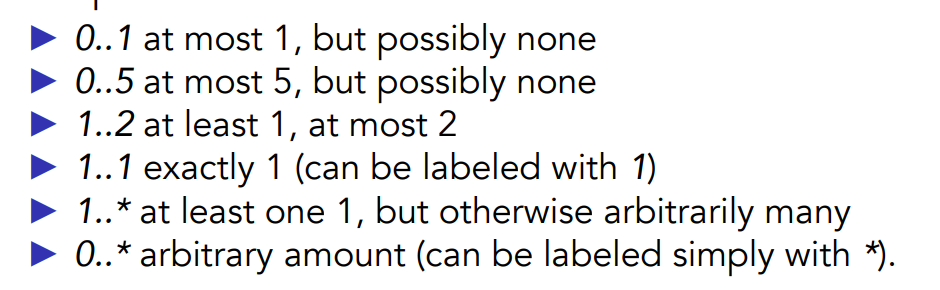 0..1 at most 1, but possibly none
0..5 at most 5, but possibly none
1..2 at least 1, at most 2
1..1 exactly 1 (can be labeled with 1)
1..* at least one 1, but otherwise arbitrarily many
0..* arbitrary amount (can be labeled simply with *).